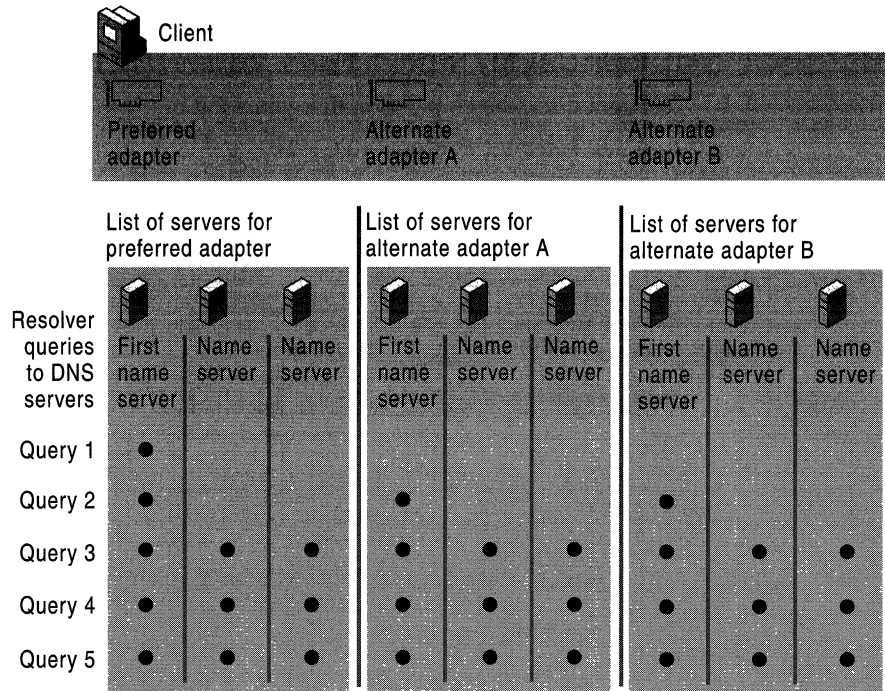 Client
Preferred
adapter
Alternate
adapter A
Alternate
adapter B
List of servers for
preferred adapter
List of servers for
alternate adapter A
List of servers for
alternate adapter B
Resolver
queries
to DNS
servers
First
name
server
Name
server
Name
server
First
name
server
Name
server
Name
server
First
name
server
Name
server
Name
server
Query 1
Query 2
Query 3
Query 4
Query 5